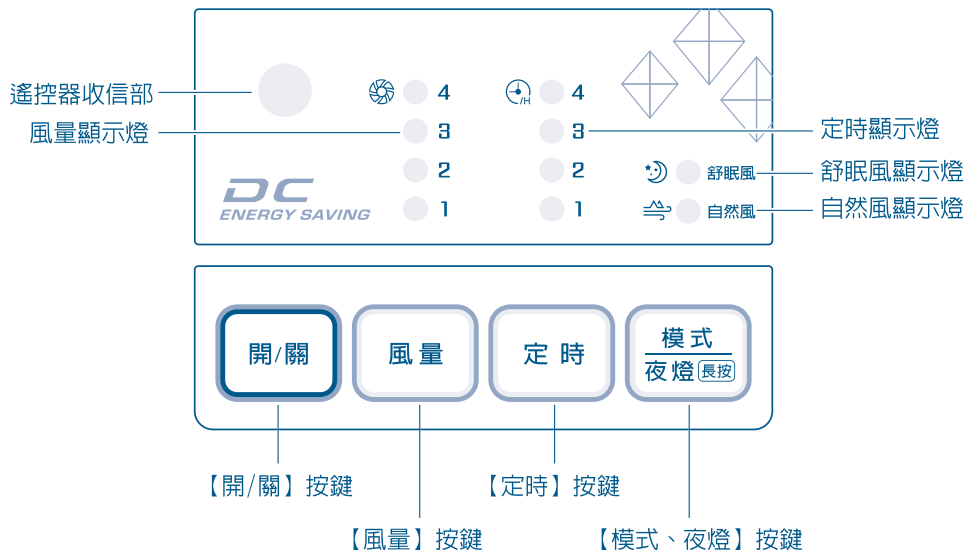 遙控器收信部
風量顯示燈
4
3
2
1
/H
4
3
2
1
舒眠風
自然風
定時顯示燈
舒眠風顯示燈
自然風顯示燈
DC
ENERGY SAVING
開/關
風量
定時
模式
夜燈 長按
【開/關】按鍵
【定時】按鍵
【風量】按鍵
【模式、夜燈】按鍵